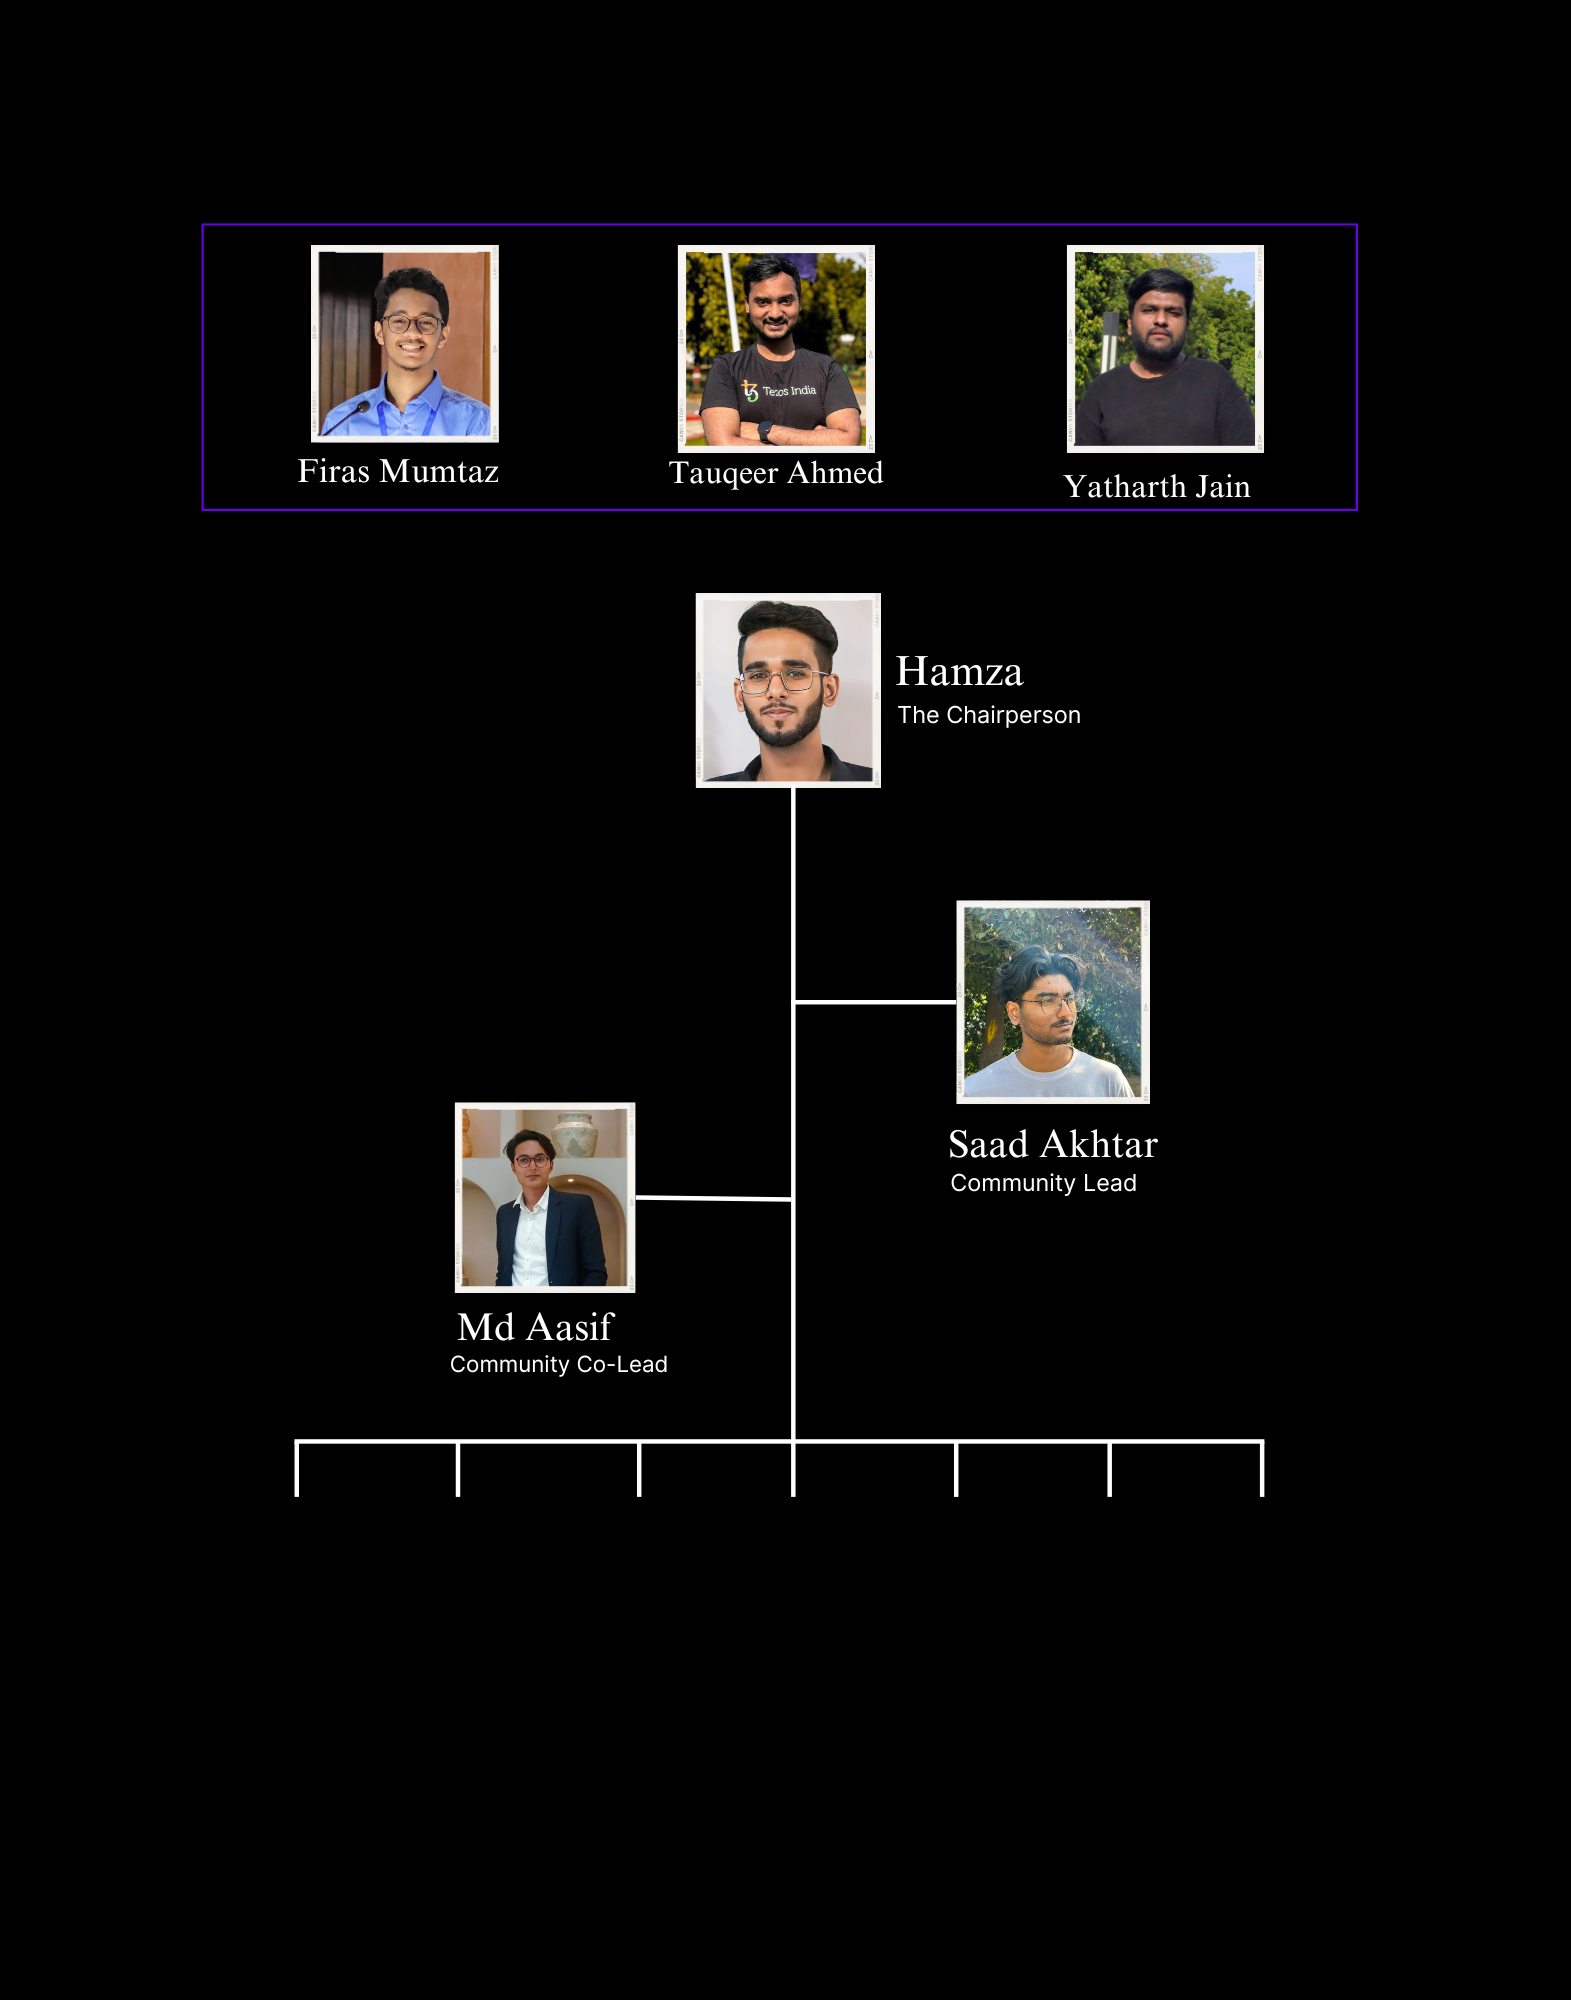 Tezos India
Firas Mumtaz
Tauqeer Ahmed
Yatharth Jain
Hamza
The Chairperson
Saad Akhtar
Community Lead
Md Aasif
Community Co-Lead